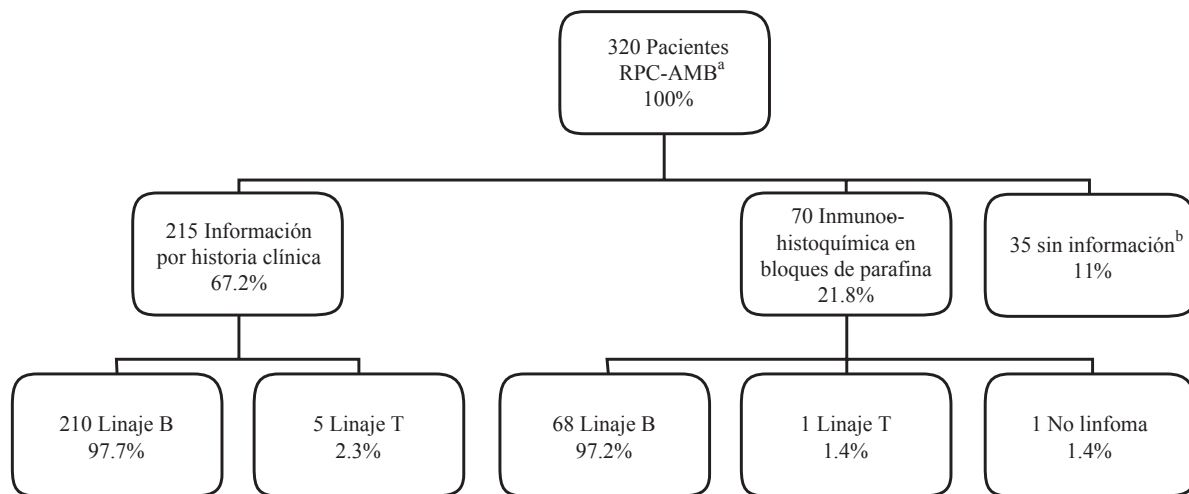 320 Pacientes
RPC-AMBa
100%
215 Información
por historia clínica
67.2%
70 Inmunoo-
histoquímica en
bloques de parafina
21.8%
35 sin informaciónb
11%
210 Linaje B
97.7%
5 Linaje T
2.3%
68 Linaje B
97.2%
1 Linaje T
1.4%
1 No linfoma
1.4%